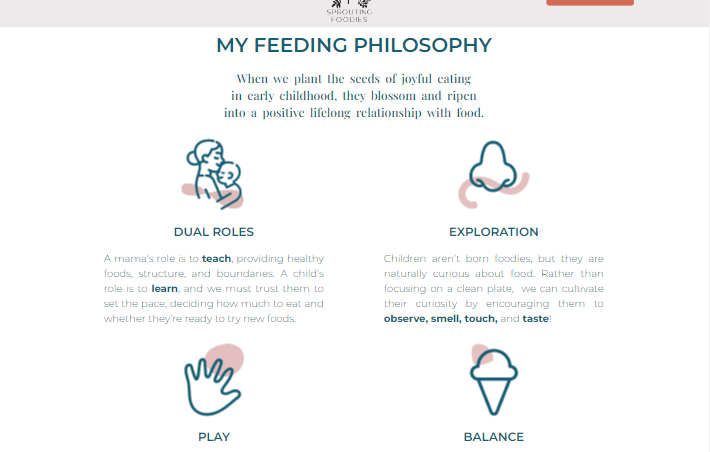 SPROUTING
FOODIES
MY FEEDING PHILOSOPHY
When we plant the seeds of joyful eating
in early childhood, they blossom and ripen
into a positive lifelong relationship with food.
DUAL ROLES
A mama's role is to teach, providing healthy
foods, structure, and boundaries. A child's
role is to learn, and we must trust them to
set the pace, deciding how much to eat and
whether they're ready to try new foods.
EXPLORATION
Children aren't born foodies, but they are
naturally curious about food. Rather than
focusing on a clean plate, we can cultivate
their curiosity by encouraging them to
observe, smell, touch, and taste!
PLAY
BALANCE